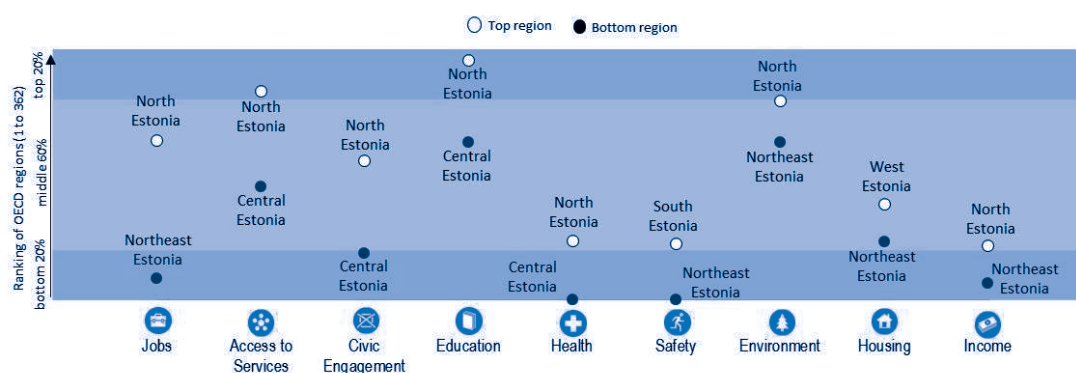 Top region
Bottom region
Ranking of OECD regions (1 to 362)
top 20%
middle 60%
bottom 20%
North
Estonia
Northeast
Estonia
North
Estonia
Central
Estonia
North
Estonia
Central
Estonia
North
Estonia
Central
Estonia
North
Estonia
Central
Estonia
South
Estonia
Northeast
Estonia
North
Estonia
Northeast
Estonia
West
Estonia
Northeast
Estonia
North
Estonia
Northeast
Estonia
Jobs
Access to
Services
Civic
Engagement
Education
Health
Safety
Environment
Housing
Income